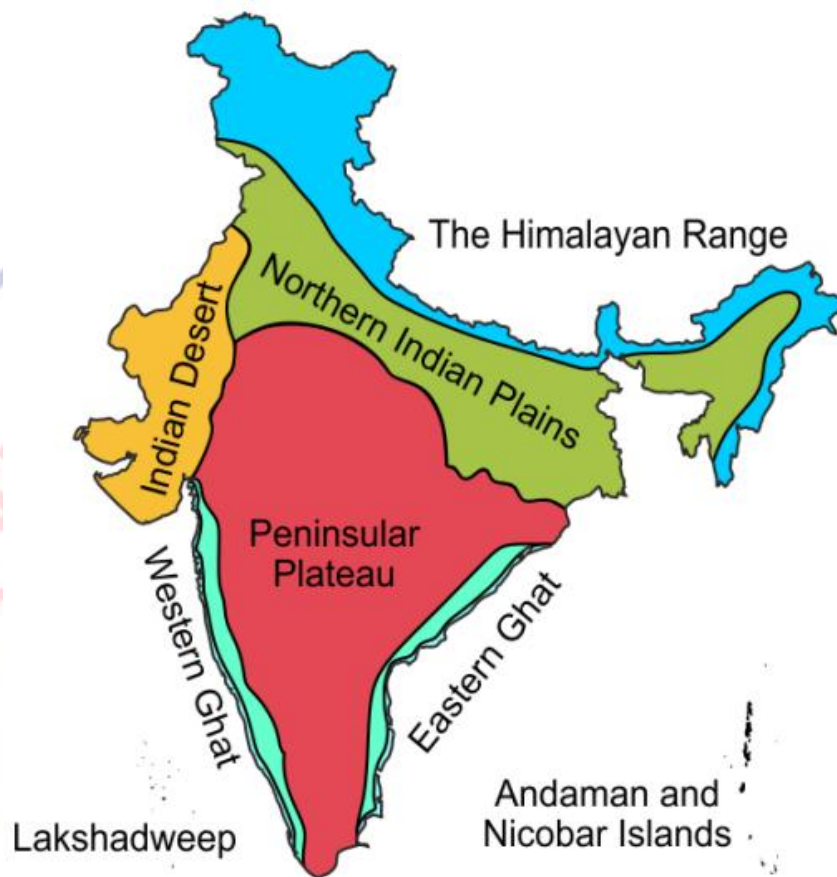 The Himalayan Range
Northern Indian Plains
Indian Desert
Peninsular
Plateau
Western Ghat
Eastern Ghat
Andaman and
Nicobar Islands
Lakshadweep